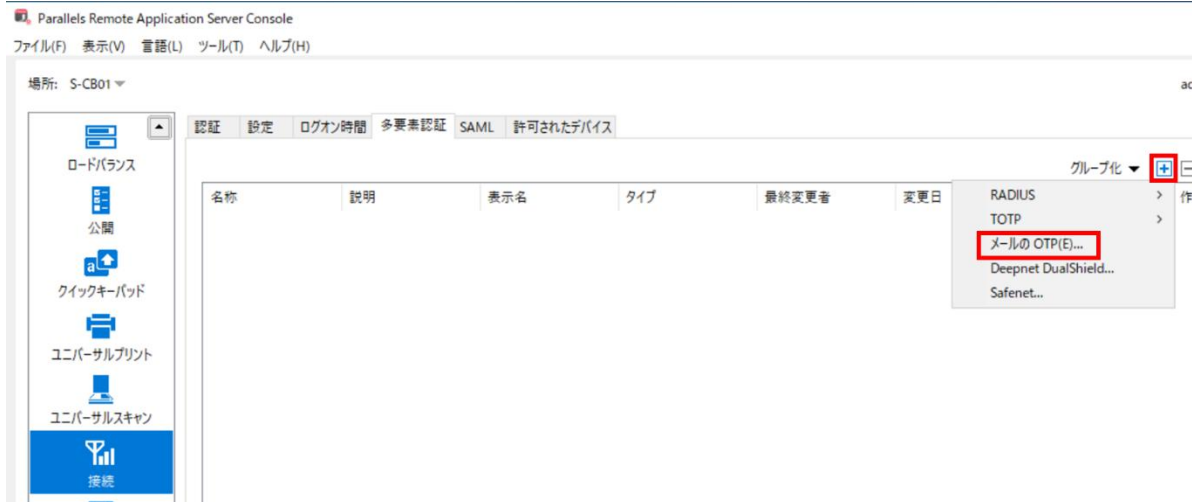 Parallels Remote Application Server Console
ファイル(F) 表示(V) 言語(L) ツール(T) ヘルプ(H)
場所: S-CB01
認証 設定 ログオン時間 多要素認証 SAML 許可されたデバイス
グループ化
名称 説明 表示名 タイプ 最終変更者 変更日
RADIUS
TOTP
メールの OTP(E)...
Deepnet DualShield...
Safenet...
ロードバランス
公開
クイックキーパッド
ユニバーサルプリント
ユニバーサルスキャン
接続